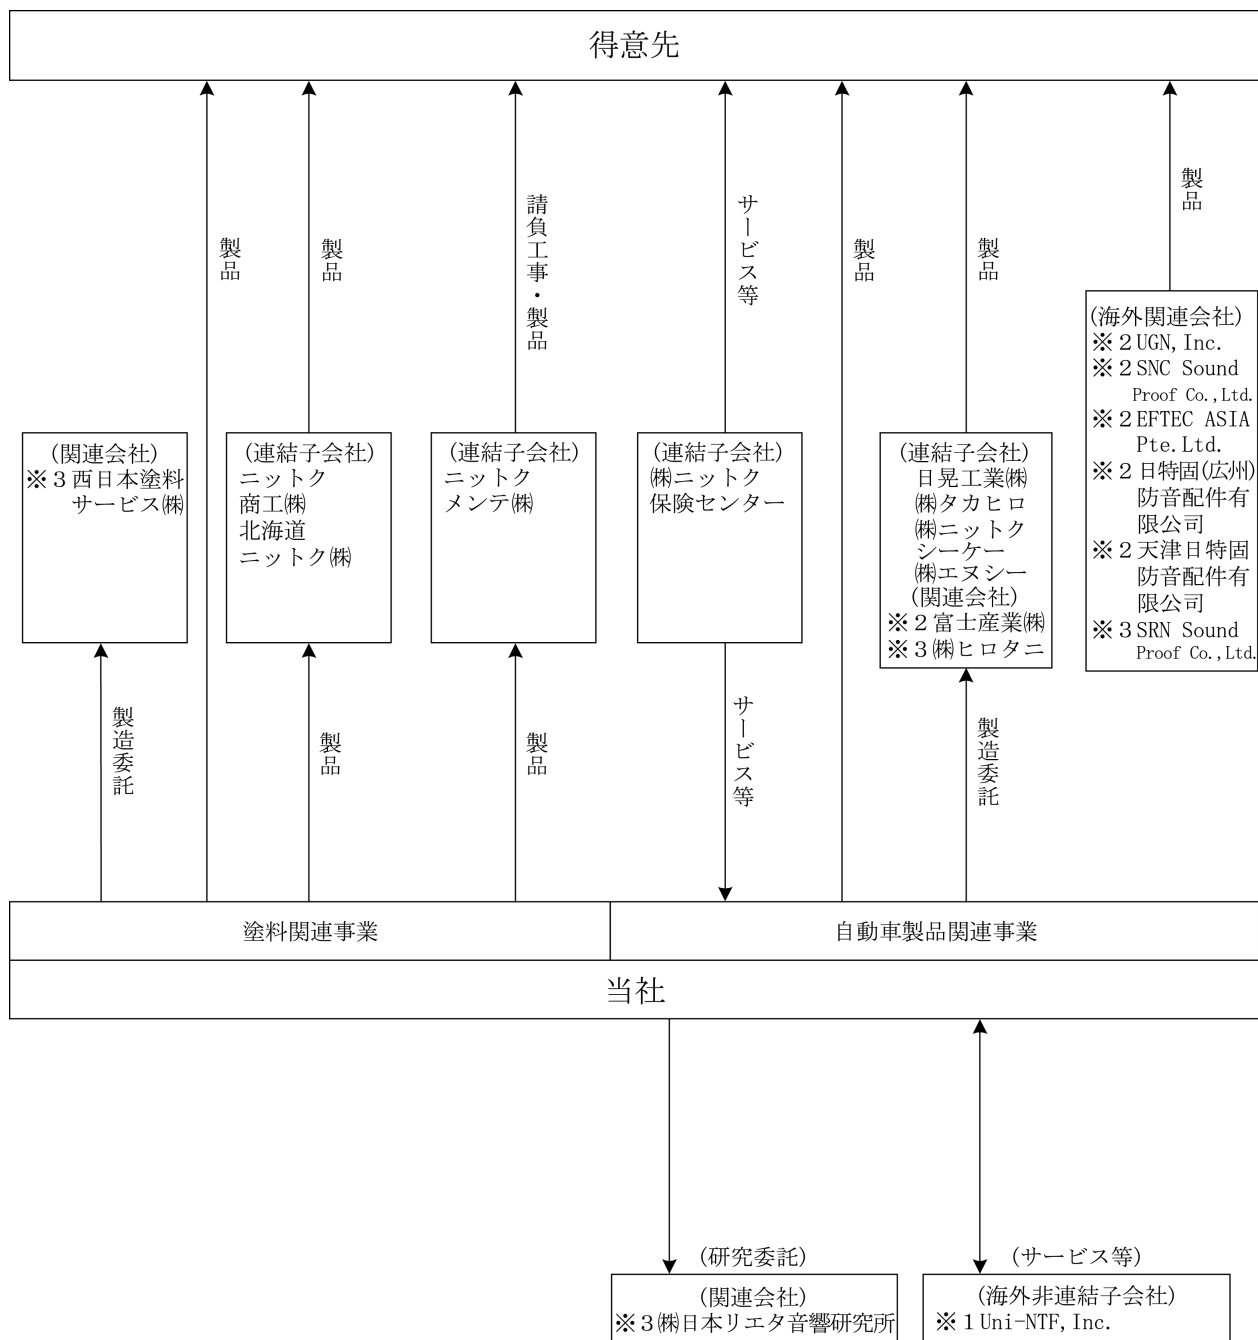 得意先
製品
製品
請負工事・製品
サービス等
製品
製品
製品
(関連会社)
※３西日本塗料
サービス㈱
(連結子会社)
ニットク
商工㈱
北海道
ニットク㈱
(連結子会社)
ニットク
メンテ㈱
(連結子会社)
㈱ニットク
保険センター
(連結子会社)
日晃工業㈱
㈱タカヒロ
㈱ニットク
シーケー
㈱エヌシー
(関連会社)
※２富士産業㈱
※３㈱ヒロタニ
(海外関連会社)
※２UGN,Inc.
※２SNC Sound
Proof Co.,Ltd.
※２EFTEC ASIA
Pte.Ltd.
※２日特固(広州)
防音配件有
限公司
※２天津日特固
防音配件有
限公司
※３SRN Sound
Proof Co.,Ltd.
製造委託
製品
製品
サービス等
製造委託
塗料関連事業
自動車製品関連事業
当社
(研究委託)
(関連会社)
※３㈱日本リエタ音響研究所
(サービス等)
(海外非連結子会社)
※１Uni-NTF,Inc.